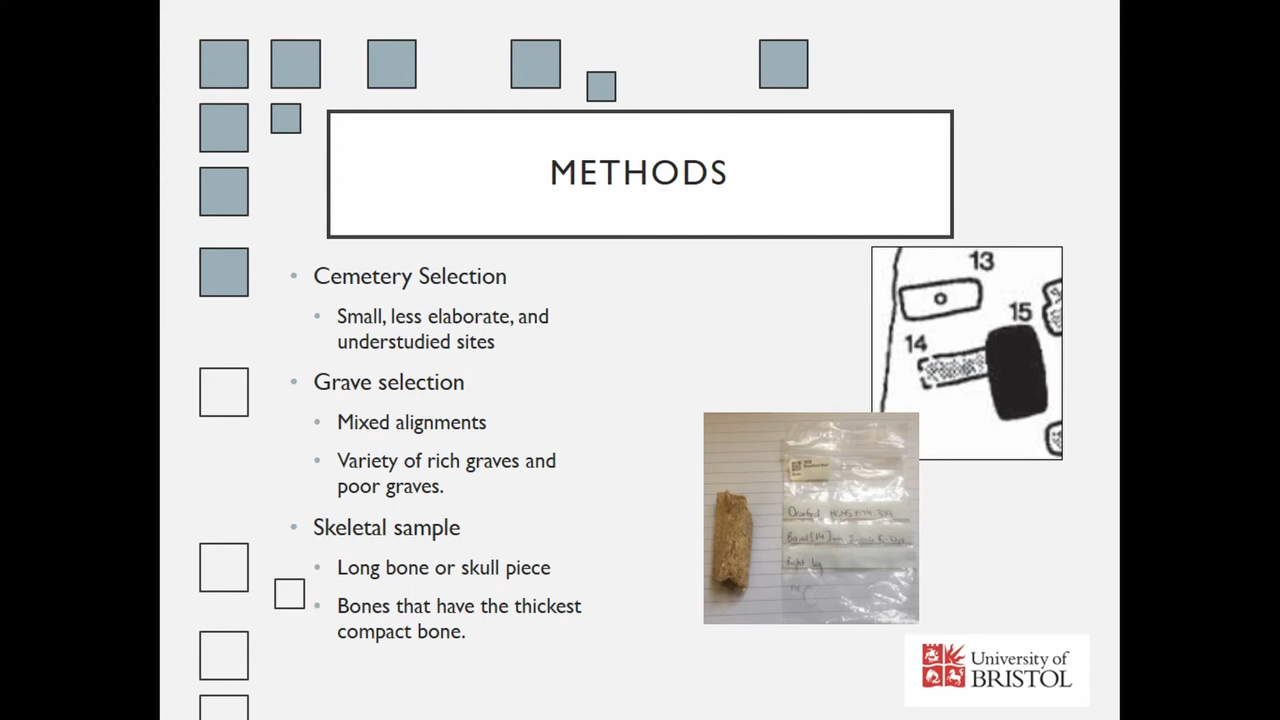 METHODS
Cemetery Selection
Small, less elaborate, and
understudied sites
Grave selection
Mixed alignments
Variety of rich graves and
poor graves.
Skeletal sample
Long bone or skull piece
Bones that have the thickest
compact bone.
13
15
14
Right leg
University of
BRISTOL